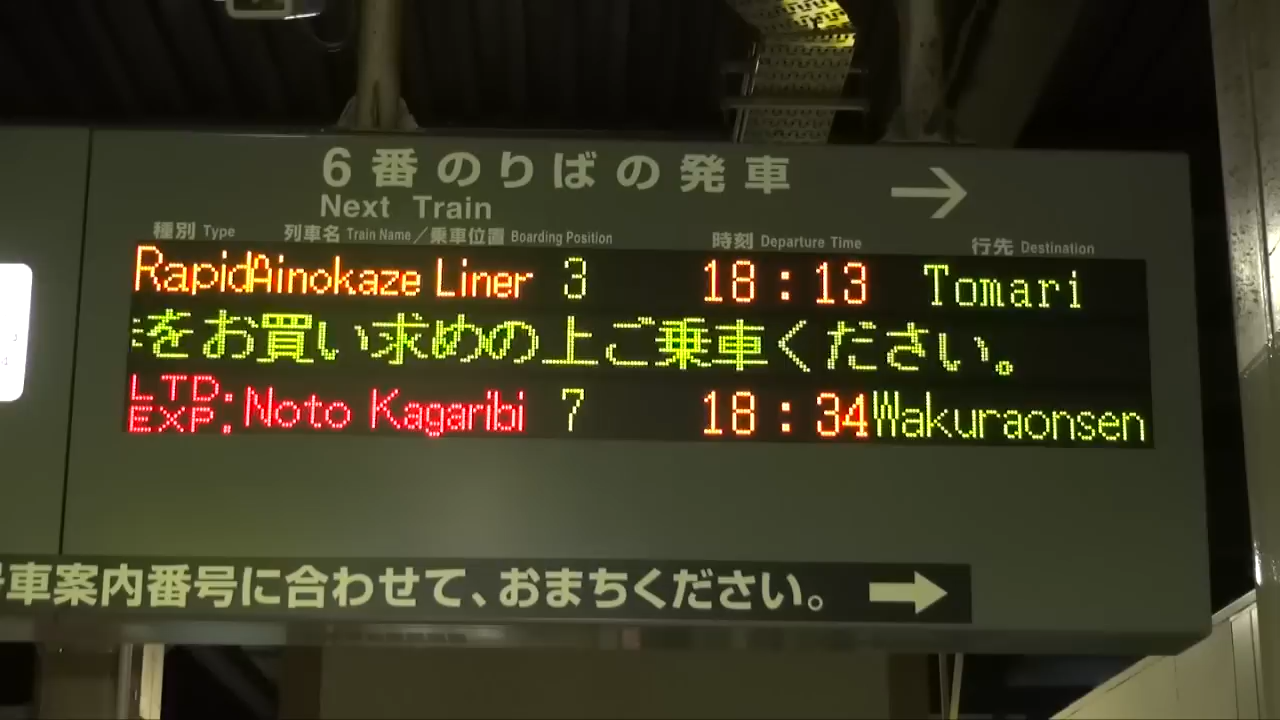 6番のりばの発車 →
Next Train
種別 Type 列車名 Train Name／乗車位置 Boarding Position 時刻 Departure Time 行先 Destination
Rapid Ainokaze Liner 3 18:13 Tomari
をお買い求めの上ご乗車ください。
LTD. EXP. Noto Kagaribi 7 18:34 Wakuraonsen
車案内番号に合わせて、おまちください。 →